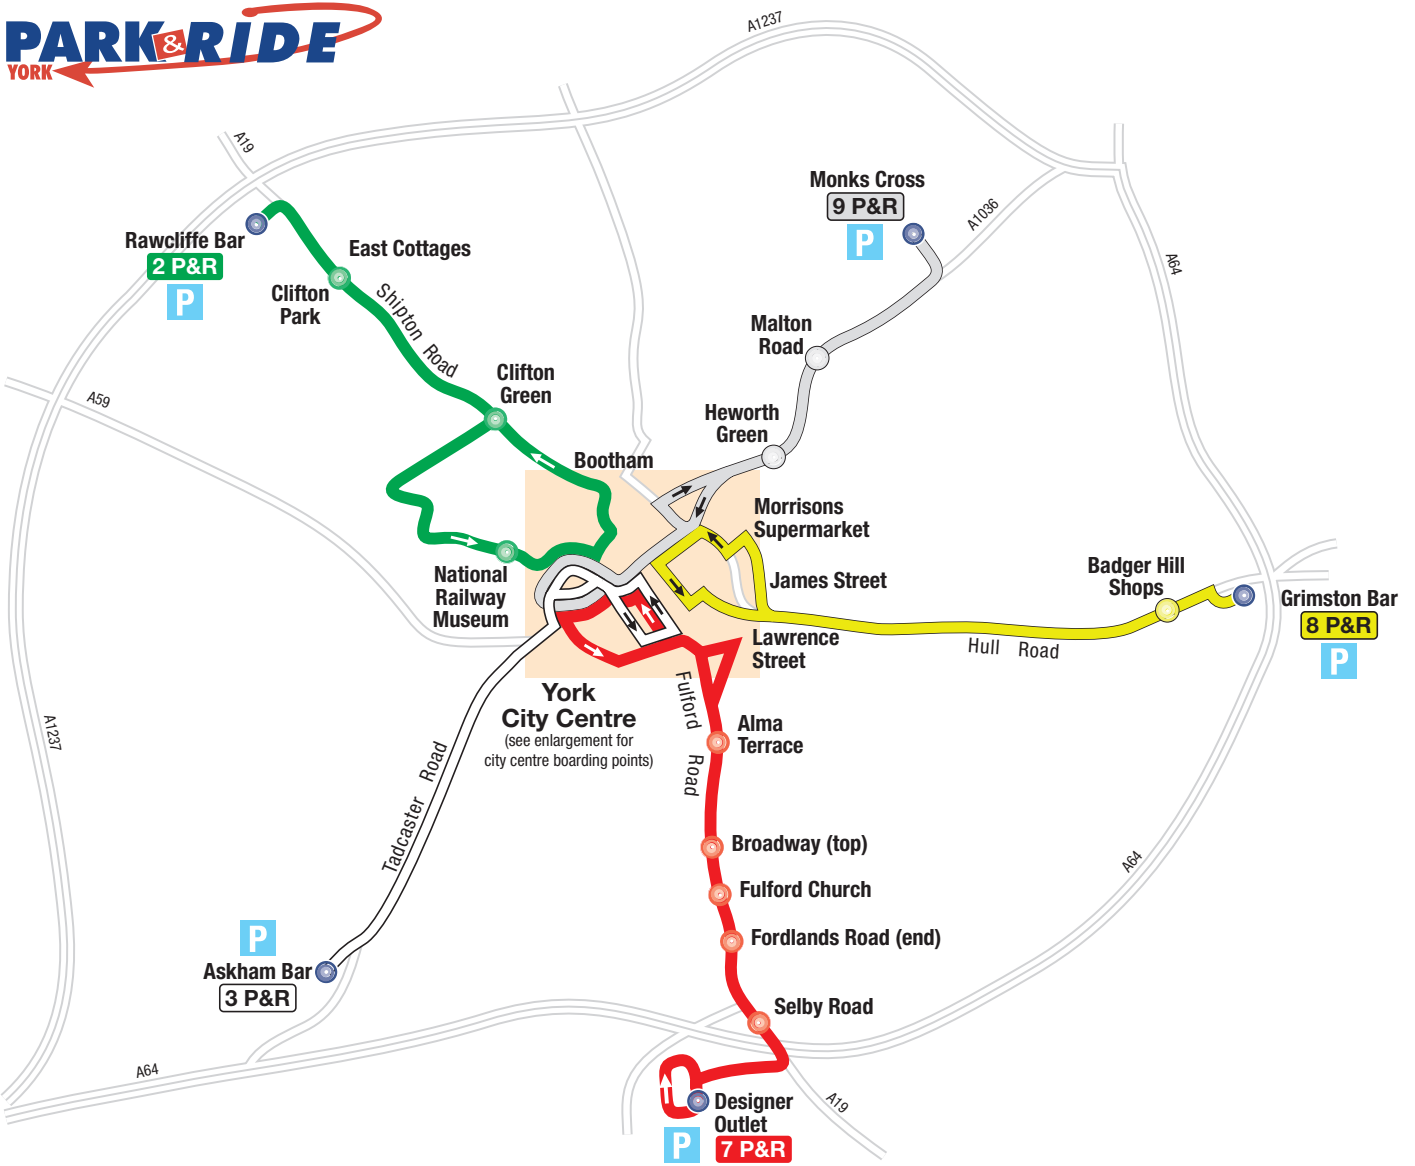 PARK & RIDE
YORK
A1237
A19
Monks Cross
9 P&R
P
A1036
Rawcliffe Bar
2 P&R
P
East Cottages
Clifton
Park
Shipton Road
A64
Malton
Road
Clifton
Green
A59
Heworth
Green
Bootham
Morrisons
Supermarket
National
Railway
Museum
James Street
Badger Hill
Shops
Grimston Bar
8 P&R
P
Lawrence
Street
Hull Road
York
City Centre
(see enlargement for
city centre boarding points)
Fulford Road
A1237
Alma
Terrace
Tadcaster Road
Broadway (top)
A64
Fulford Church
P
Askham Bar
3 P&R
Fordlands Road (end)
Selby Road
A64
Designer
Outlet
7 P&R
P
A19